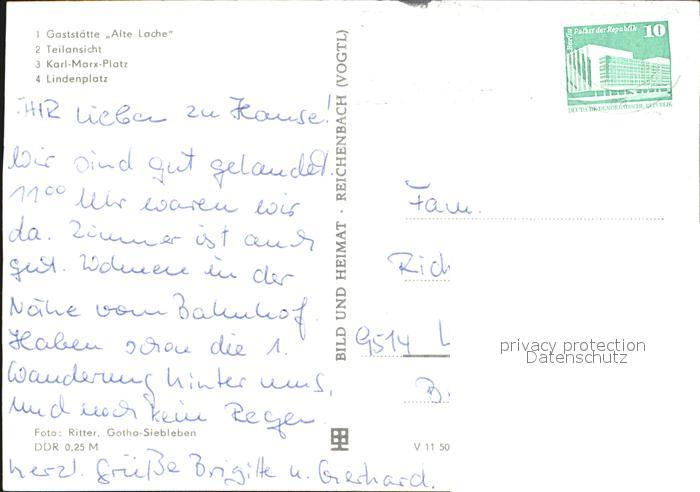 1 Gaststätte „Alte Lache"
2 Teilansicht
3 Karl-Marx-Platz
4 Lindenplatz
IHR lieben zu Hause!
Wir sind gut gelandet.
11⁰⁰ Uhr waren wir
da. Zimmer ist auch
gut. Wohnen in der
Nähe vom Bahnhof.
Haben schon die 1.
Wanderung hinter uns,
und noch kein Regen.
Foto: Ritter, Gotha-Siebleben
DDR 0,25 M
herzl. Grüße Brigitte u. Gerhard.
BILD UND HEIMAT · REICHENBACH (VOGTL)
V 11 50
Berlin Palast der Republik
10
DEUTSCHE DEMOKRATISCHE REPUBLIK
Fam.
Rich
9514 L
B
privacy protection
Datenschutz